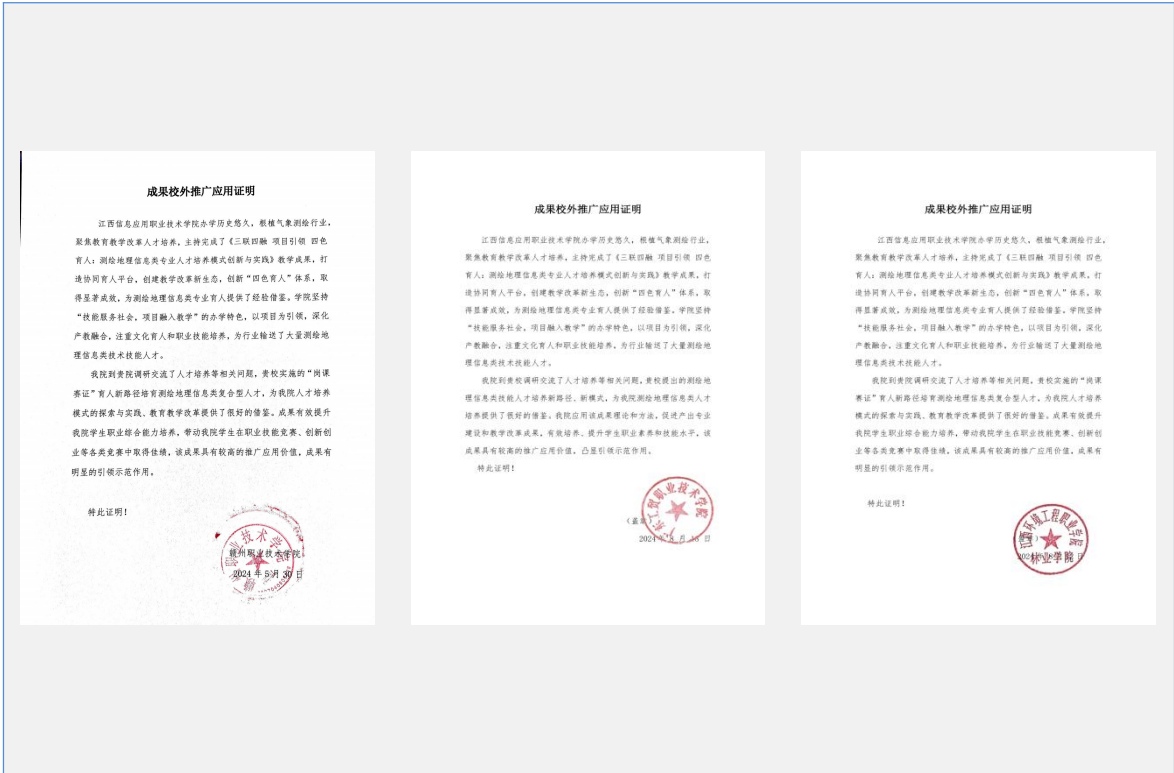 成果校外推广应用证明
江西信息应用职业技术学院办学历史悠久，根植气象测绘行业，
聚焦教育教学改革人才培养，主持完成了《三联四融 项目引领 四色
育人：测绘地理信息类专业人才培养模式创新与实践》教学成果，打
造协同育人平台，创建教学改革新生态，创新“四色育人”体系，取
得显著成效，为测绘地理信息类专业育人提供了经验借鉴。学院坚持
“技能服务社会，项目融入教学”的办学特色，以项目为引领，深化
产教融合，注重文化育人和职业技能培养，为行业输送了大量测绘地
理信息类技术技能人才。
我院到贵院调研交流了人才培养等相关问题，贵校实施的“岗课
赛证”育人新路径培育测绘地理信息类复合型人才，为我院人才培养
模式的探索与实践、教育教学改革提供了很好的借鉴。成果有效提升
我院学生职业综合能力培养，带动我院学生在职业技能竞赛、创新创
业等各类竞赛中取得佳绩，该成果具有较高的推广应用价值，成果有
明显的引领示范作用。
特此证明！
赣州职业技术学院
2024 年 5 月 30 日
成果校外推广应用证明
江西信息应用职业技术学院办学历史悠久，根植气象测绘行业，
聚焦教育教学改革人才培养，主持完成了《三联四融 项目引领 四色
育人：测绘地理信息类专业人才培养模式创新与实践》教学成果，打
造协同育人平台，创建教学改革新生态，创新“四色育人”体系，取
得显著成效，为测绘地理信息类专业育人提供了经验借鉴。学院坚持
“技能服务社会，项目融入教学”的办学特色，以项目为引领，深化
产教融合，注重文化育人和职业技能培养，为行业输送了大量测绘地
理信息类技术技能人才。
我院到贵校调研交流了人才培养等相关问题，贵校提出的测绘地
理信息类技能人才培养新路径、新模式，为我院测绘地理信息类人才
培养提供了很好的借鉴。我院应用该成果理论和方法，促进产出专业
建设和教学改革成果，有效培养、提升学生职业素养和技能水平，该
成果具有较高的推广应用价值，凸显引领示范作用。
特此证明！
工贸职业技术学院
（盖
2024 年 月 日
成果校外推广应用证明
江西信息应用职业技术学院办学历史悠久，根植气象测绘行业，
聚焦教育教学改革人才培养，主持完成了《三联四融 项目引领 四色
育人：测绘地理信息类专业人才培养模式创新与实践》教学成果，打
造协同育人平台，创建教学改革新生态，创新“四色育人”体系，取
得显著成效，为测绘地理信息类专业育人提供了经验借鉴。学院坚持
“技能服务社会，项目融入教学”的办学特色，以项目为引领，深化
产教融合，注重文化育人和职业技能培养，为行业输送了大量测绘地
理信息类技术技能人才。
我院到贵院调研交流了人才培养等相关问题，贵校实施的“岗课
赛证”育人新路径培育测绘地理信息类复合型人才，为我院人才培养
模式的探索与实践、教育教学改革提供了很好的借鉴。成果有效提升
我院学生职业综合能力培养，带动我院学生在职业技能竞赛、创新创
业等各类竞赛中取得佳绩，该成果具有较高的推广应用价值，成果有
明显的引领示范作用。
特此证明！
江西环境工程职业学院
林业学院